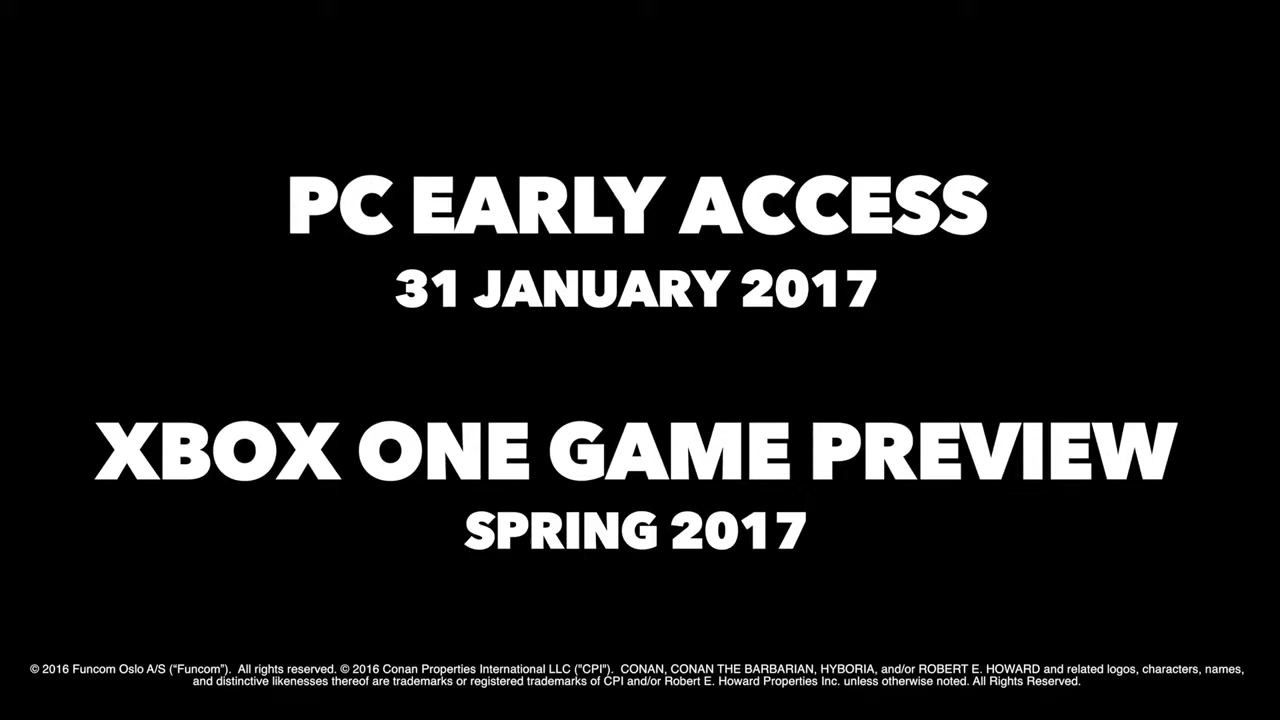 PC EARLY ACCESS
31 JANUARY 2017
XBOX ONE GAME PREVIEW
SPRING 2017
© 2016 Funcom Oslo A/S (“Funcom”).  All rights reserved. © 2016 Conan Properties International LLC ("CPI").  CONAN, CONAN THE BARBARIAN, HYBORIA, and/or ROBERT E. HOWARD and related logos, characters, names,
and distinctive likenesses thereof are trademarks or registered trademarks of CPI and/or Robert E. Howard Properties Inc. unless otherwise noted. All Rights Reserved.